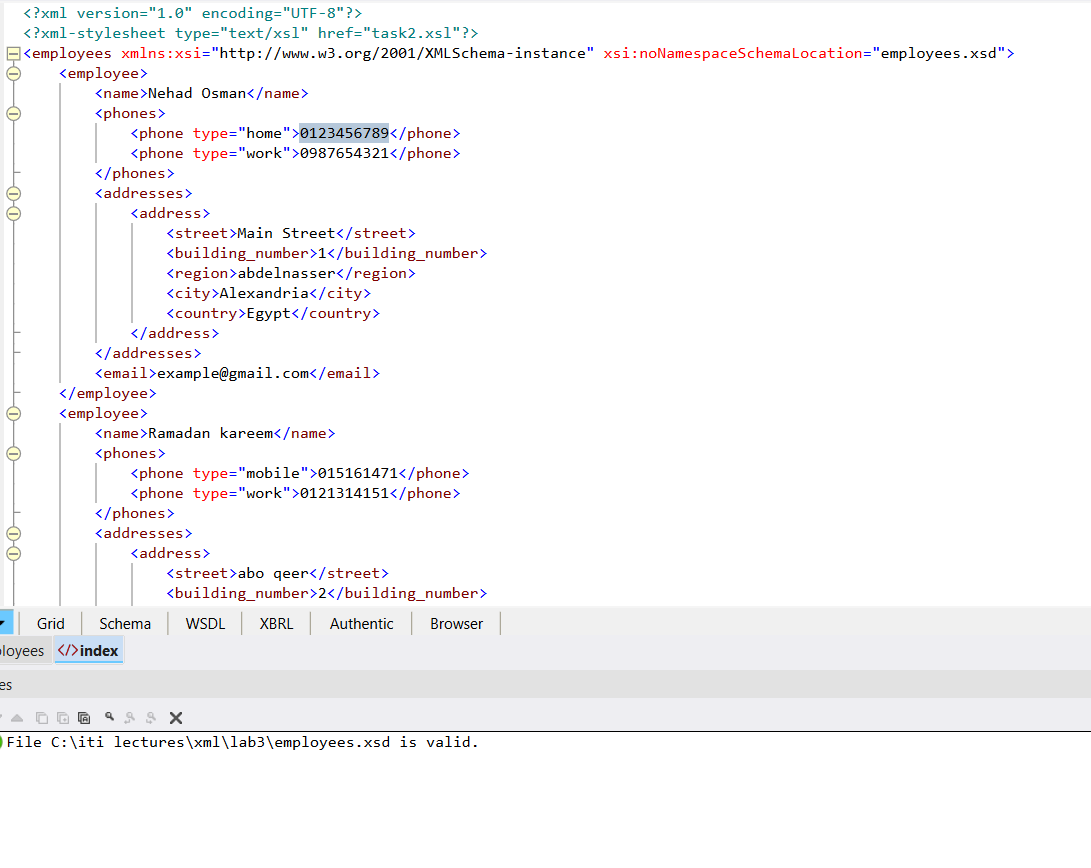 <?xml version="1.0" encoding="UTF-8"?>
<?xml-stylesheet type="text/xsl" href="task2.xsl"?>
<employees xmlns:xsi="http://www.w3.org/2001/XMLSchema-instance" xsi:noNamespaceSchemaLocation="employees.xsd">
<employee>
<name>Nehad Osman</name>
<phones>
<phone type="home">0123456789</phone>
<phone type="work">0987654321</phone>
</phones>
<addresses>
<address>
<street>Main Street</street>
<building_number>1</building_number>
<region>abdelnasser</region>
<city>Alexandria</city>
<country>Egypt</country>
</address>
</addresses>
<email>example@gmail.com</email>
</employee>
<employee>
<name>Ramadan kareem</name>
<phones>
<phone type="mobile">015161471</phone>
<phone type="work">0121314151</phone>
</phones>
<addresses>
<address>
<street>abo qeer</street>
<building_number>2</building_number>
Grid Schema WSDL XBRL Authentic Browser
loyees </>index
es
File C:\iti lectures\xml\lab3\employees.xsd is valid.